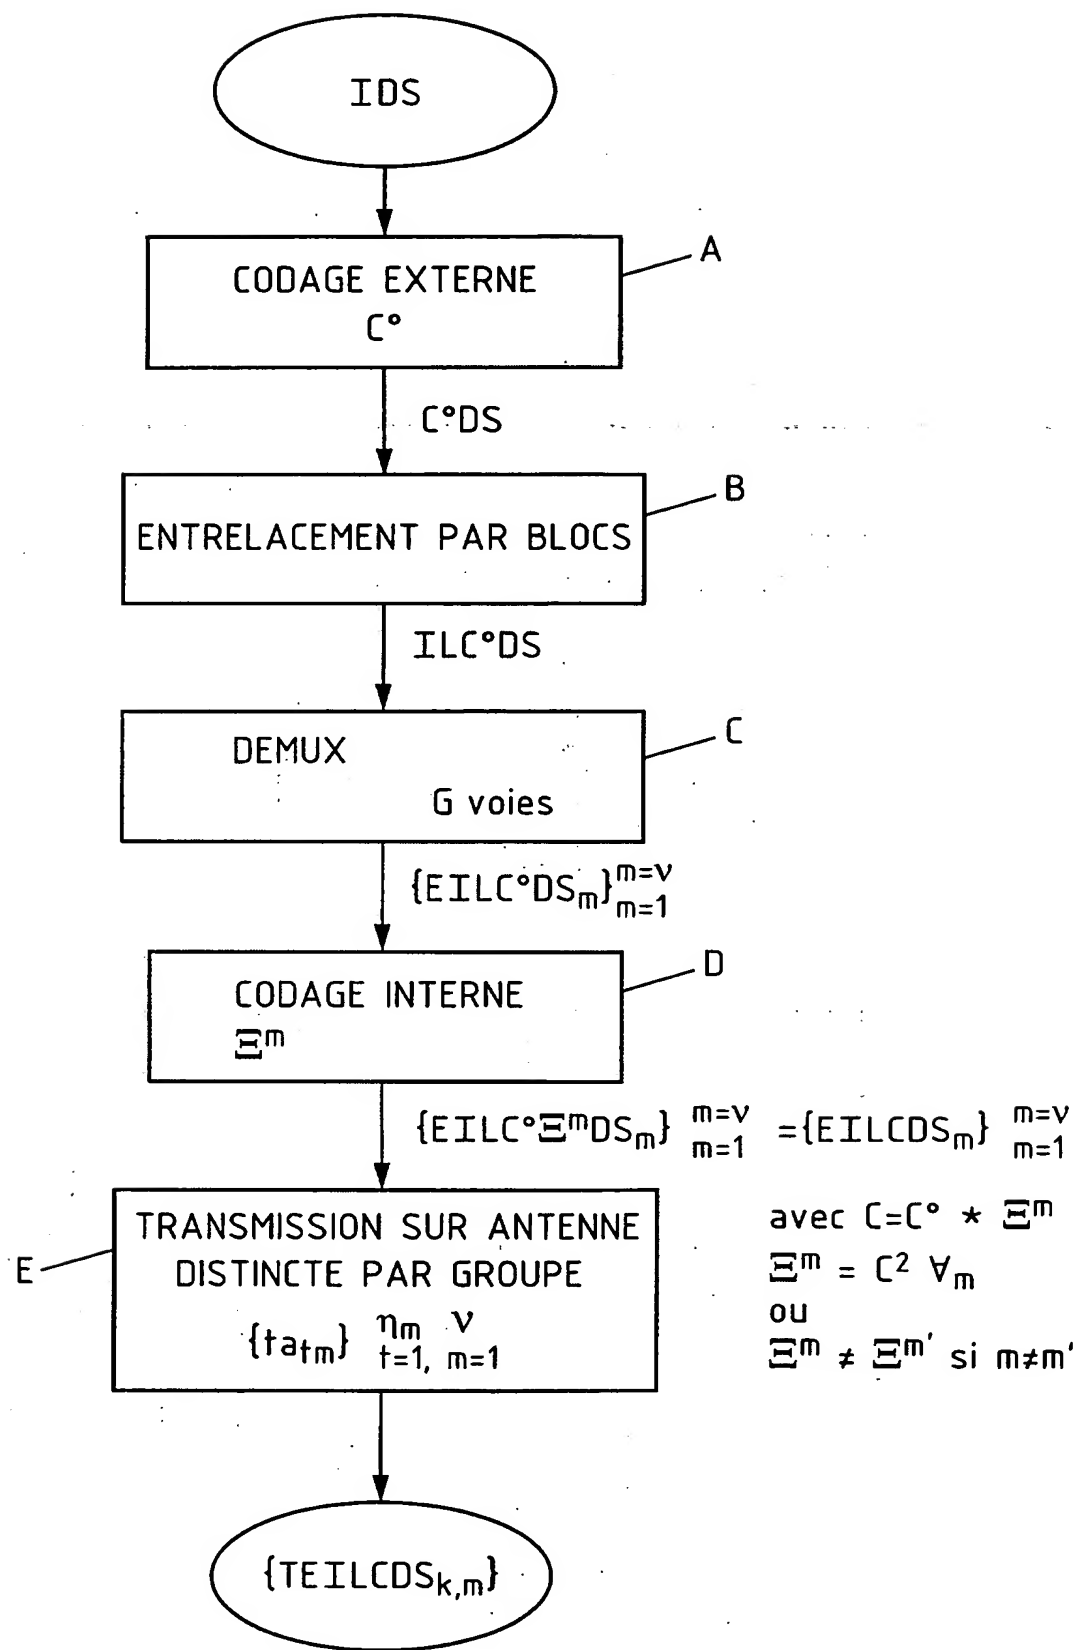 IDS
A
CODAGE EXTERNE
C°
C°DS
B
ENTRELACEMENT PAR BLOCS
ILC°DS
C
DEMUX
G voies
{EILC°DSm}m=ν m=1
D
CODAGE INTERNE
Ξᵐ
{EILC°ΞᵐDSm} m=ν m=1 ={EILCDSm} m=ν m=1
E
TRANSMISSION SUR ANTENNE
DISTINCTE PAR GROUPE
{tatm} ηm ν t=1, m=1
avec C=C° * Ξᵐ
Ξᵐ = C² ∀m
ou
Ξᵐ ≠ Ξᵐ' si m≠m'
{TEILCDSk,m}